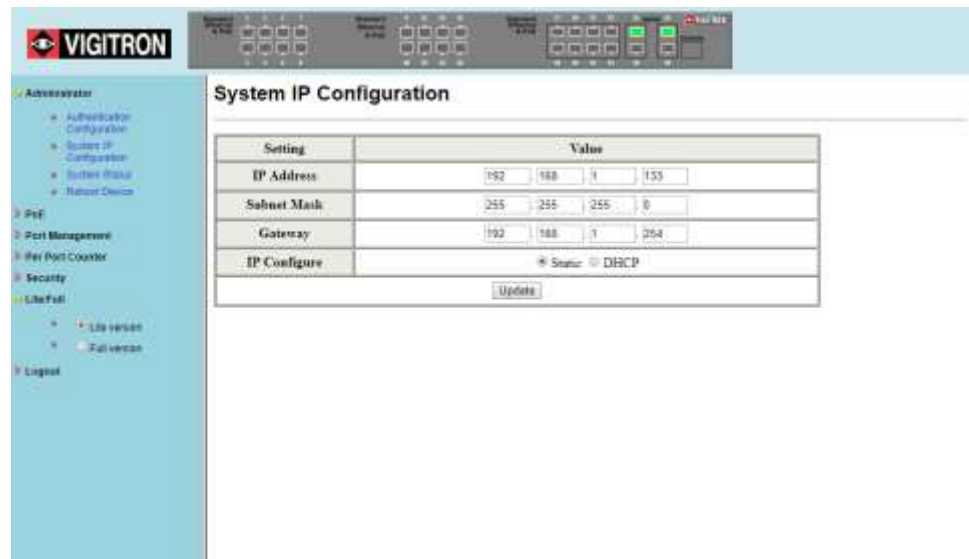 VIGITRON
Administrator
Authentication
Configuration
System IP
Configuration
System Status
Reboot Device
PoE
Port Management
Per Port Counter
Security
Lite/Full
Lite version
Full version
Logout
System IP Configuration
Setting Value
IP Address 192 168 1 133
Subnet Mask 255 255 255 0
Gateway 192 168 1 254
IP Configure Static DHCP
Update